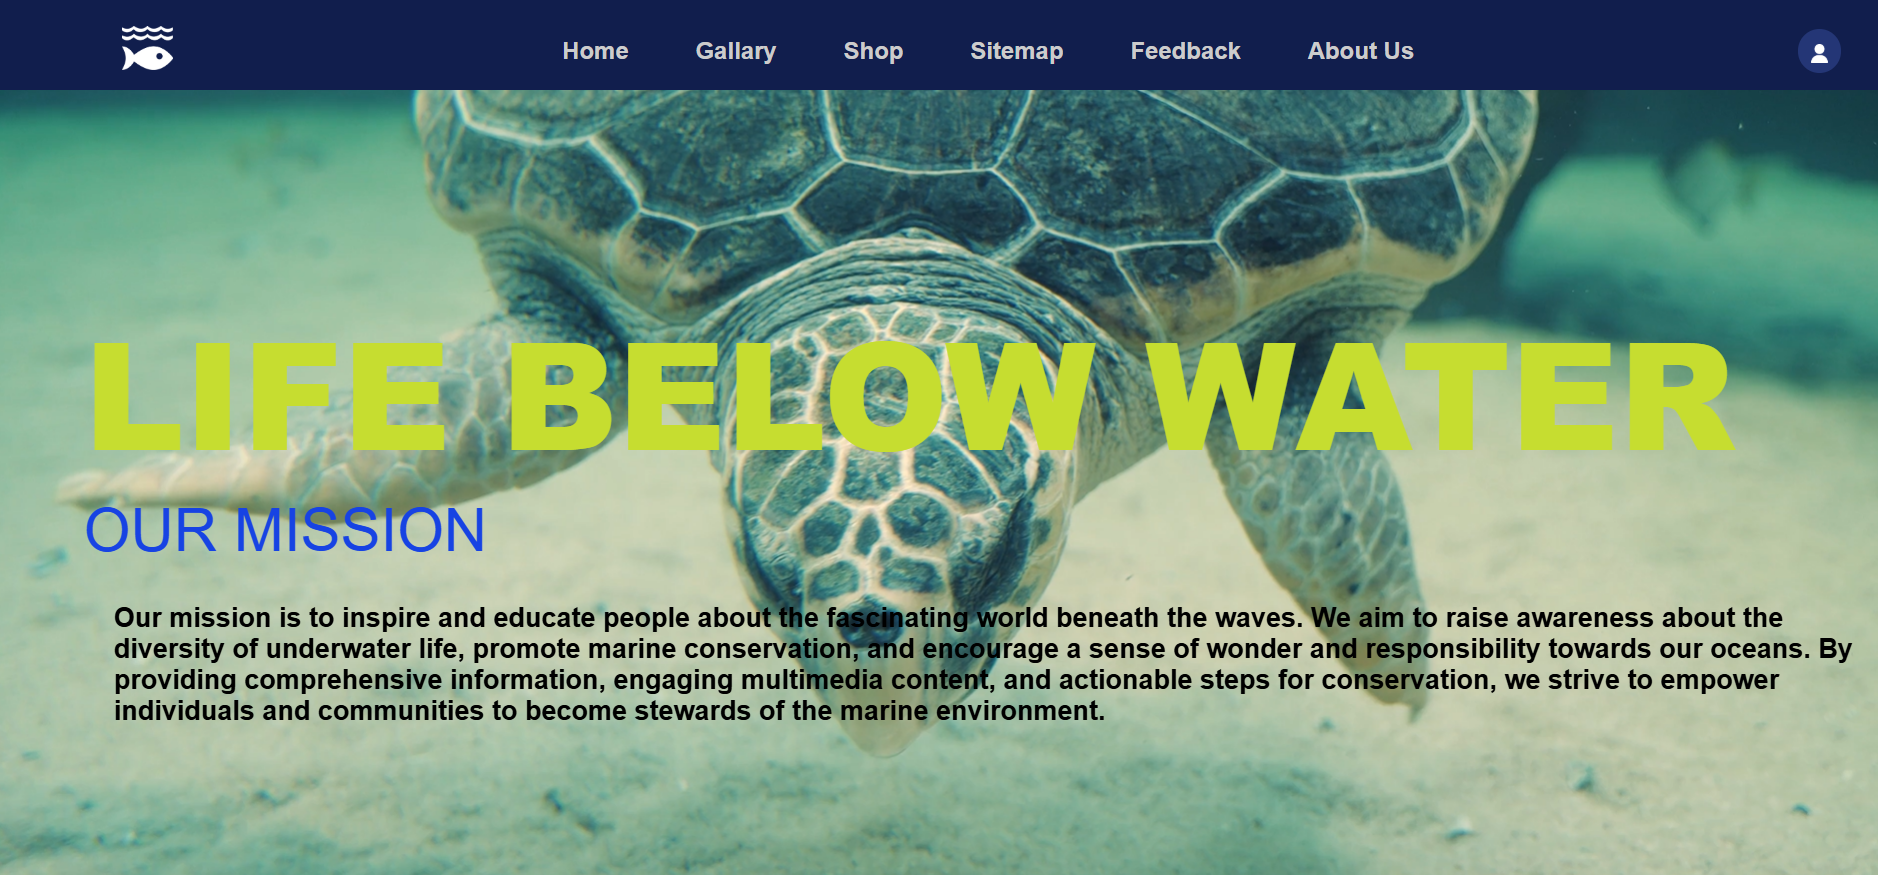 Home Gallary Shop Sitemap Feedback About Us
LIFE BELOW WATER
OUR MISSION
Our mission is to inspire and educate people about the fascinating world beneath the waves. We aim to raise awareness about the
diversity of underwater life, promote marine conservation, and encourage a sense of wonder and responsibility towards our oceans. By
providing comprehensive information, engaging multimedia content, and actionable steps for conservation, we strive to empower
individuals and communities to become stewards of the marine environment.